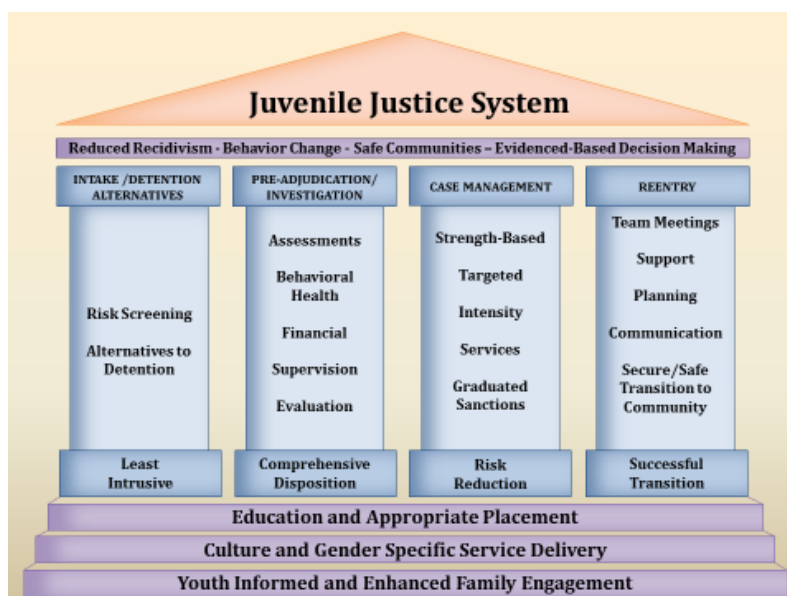 Juvenile Justice System
Reduced Recidivism - Behavior Change - Safe Communities – Evidenced-Based Decision Making
INTAKE /DETENTION
ALTERNATIVES
Risk Screening
Alternatives to
Detention
Least
Intrusive
PRE-ADJUDICATION/
INVESTIGATION
Assessments
Behavioral
Health
Financial
Supervision
Evaluation
Comprehensive
Disposition
CASE MANAGEMENT
Strength-Based
Targeted
Intensity
Services
Graduated
Sanctions
Risk
Reduction
REENTRY
Team Meetings
Support
Planning
Communication
Secure/Safe
Transition to
Community
Successful
Transition
Education and Appropriate Placement
Culture and Gender Specific Service Delivery
Youth Informed and Enhanced Family Engagement